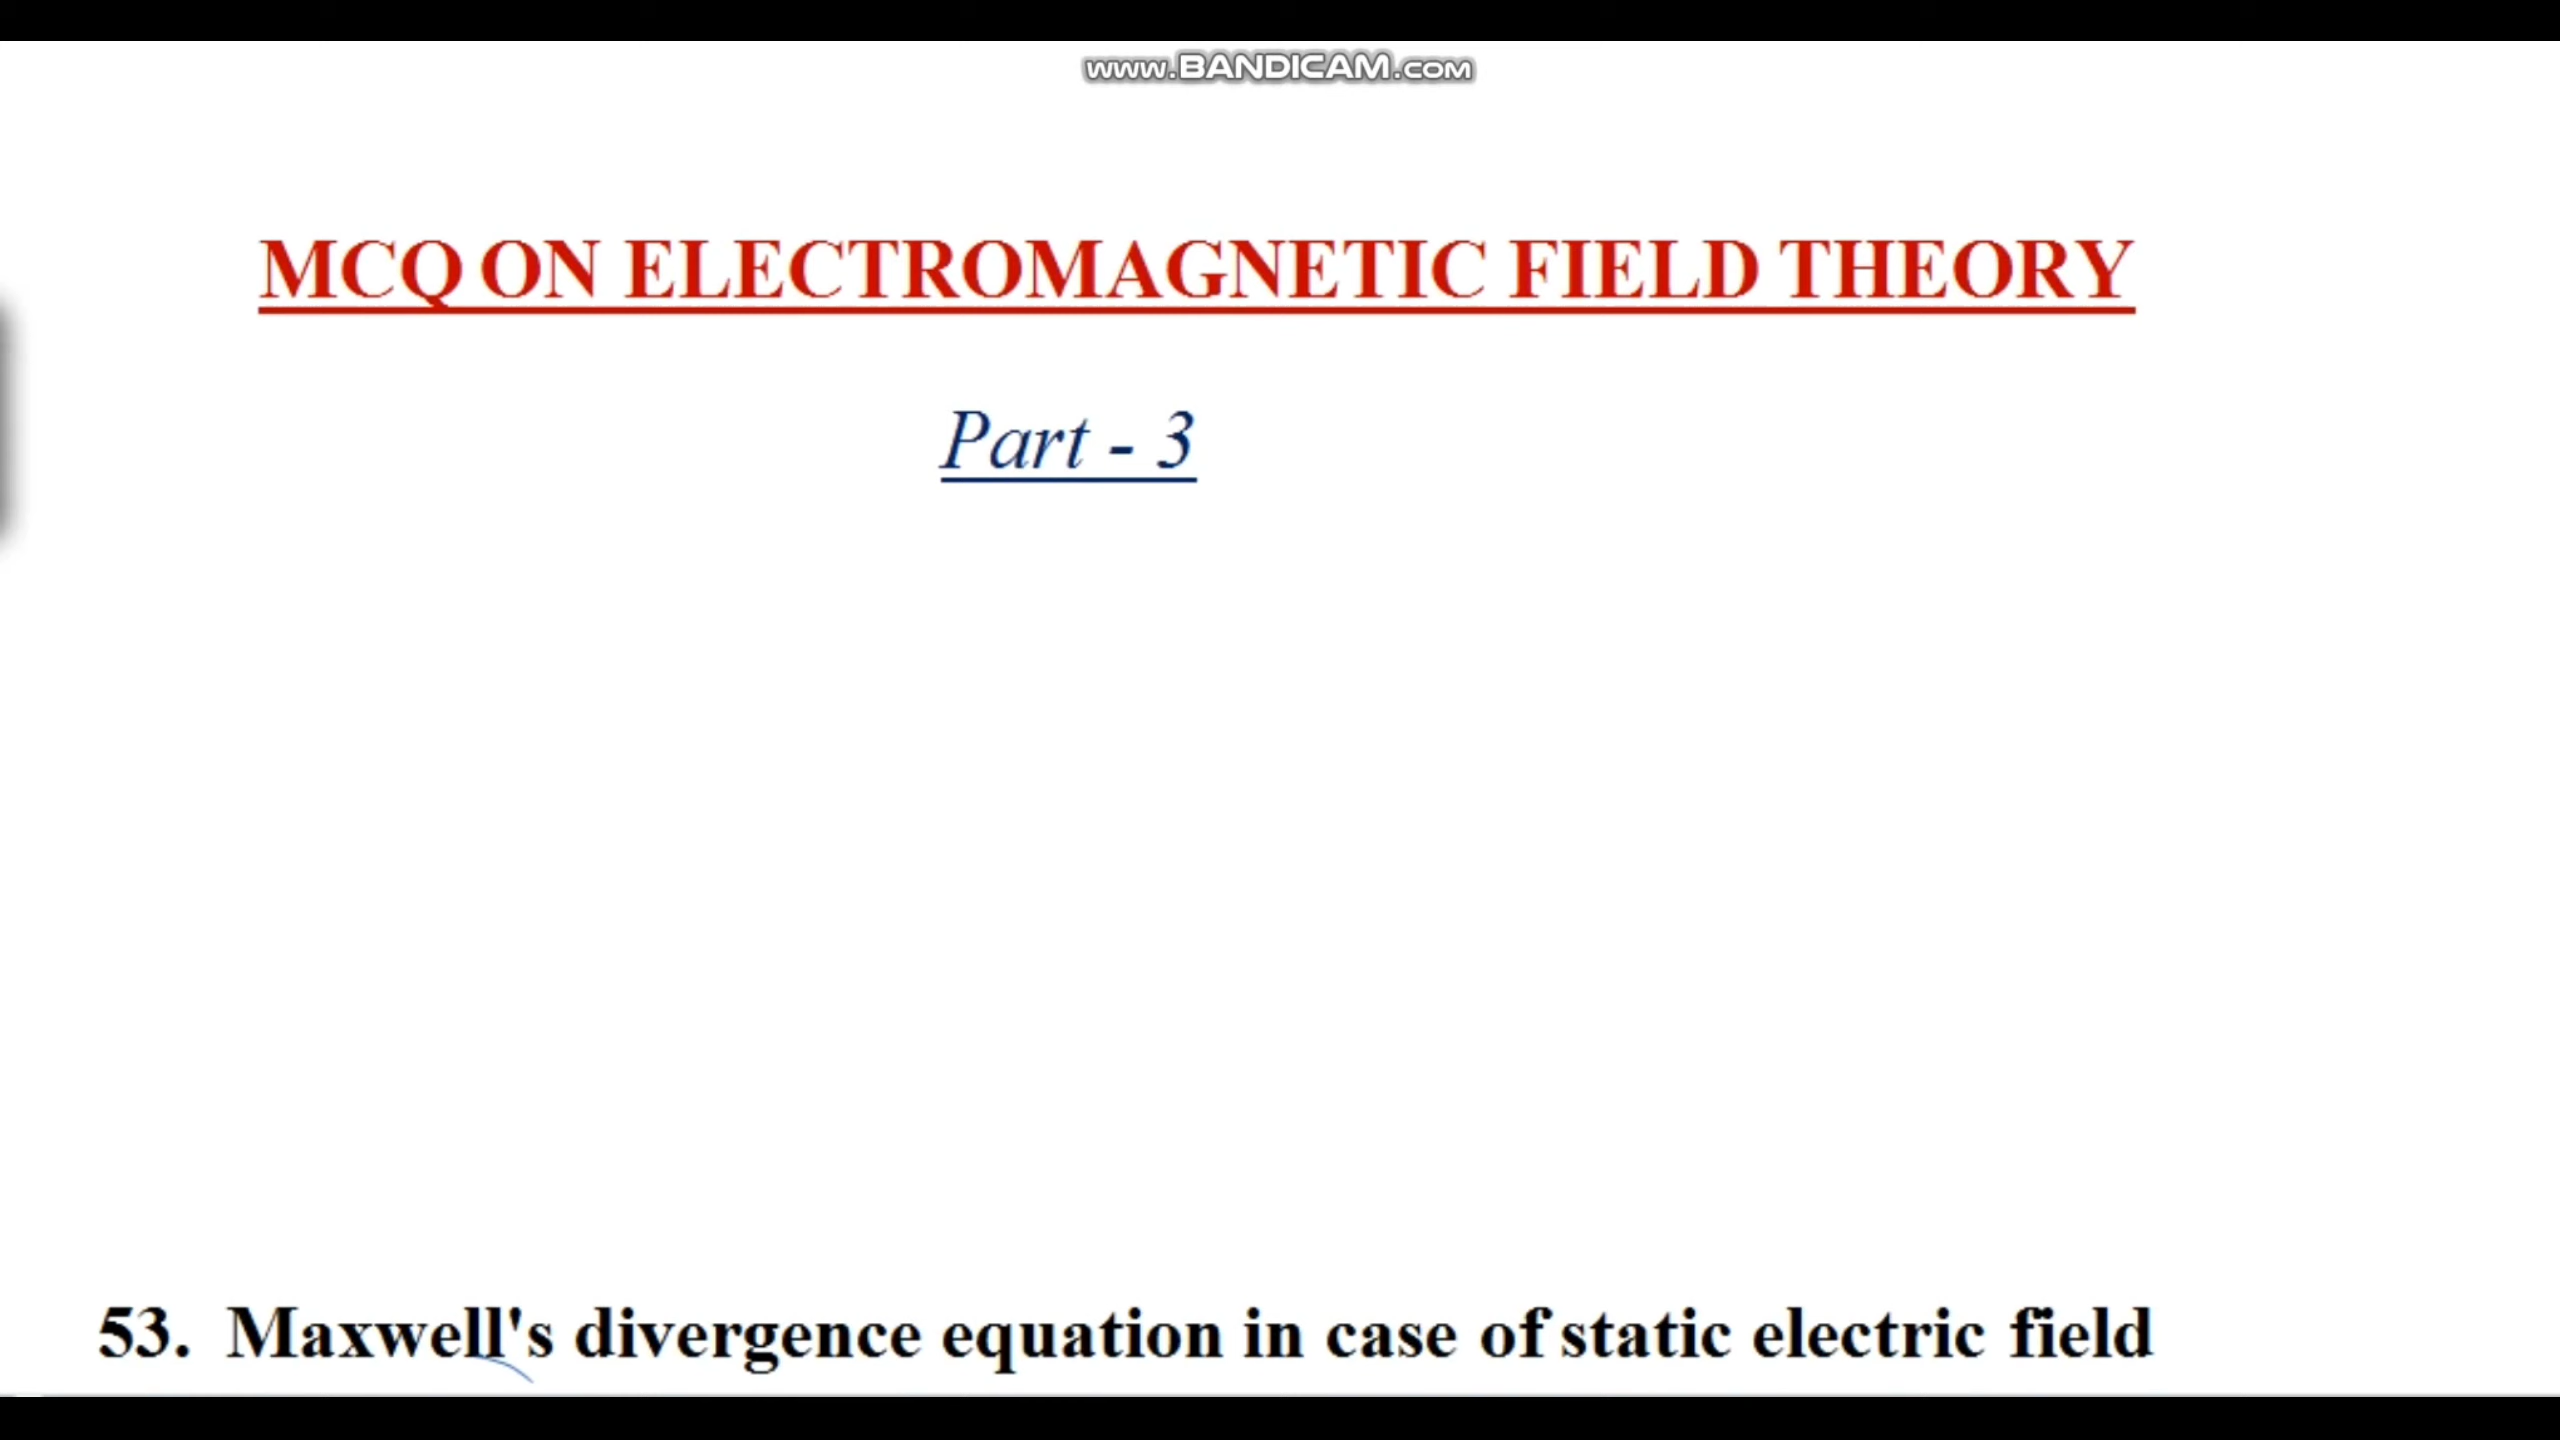 www.BANDICAM.com
MCQ ON ELECTROMAGNETIC FIELD THEORY
Part - 3
53. Maxwell's divergence equation in case of static electric field